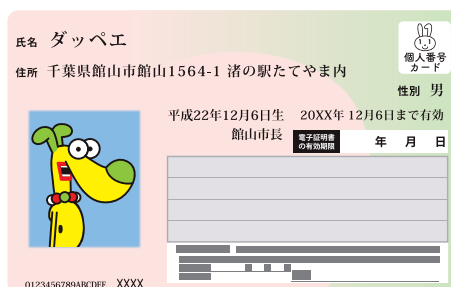 氏名 ダッペエ
個人番号
カード
住所 千葉県館山市館山1564-1 渚の駅たてやま内
性別 男
平成22年12月6日生 20XX年 12月6日まで有効
館山市長
電子証明書
の有効期限
年 月 日
0123456789ABCDEF XXXX